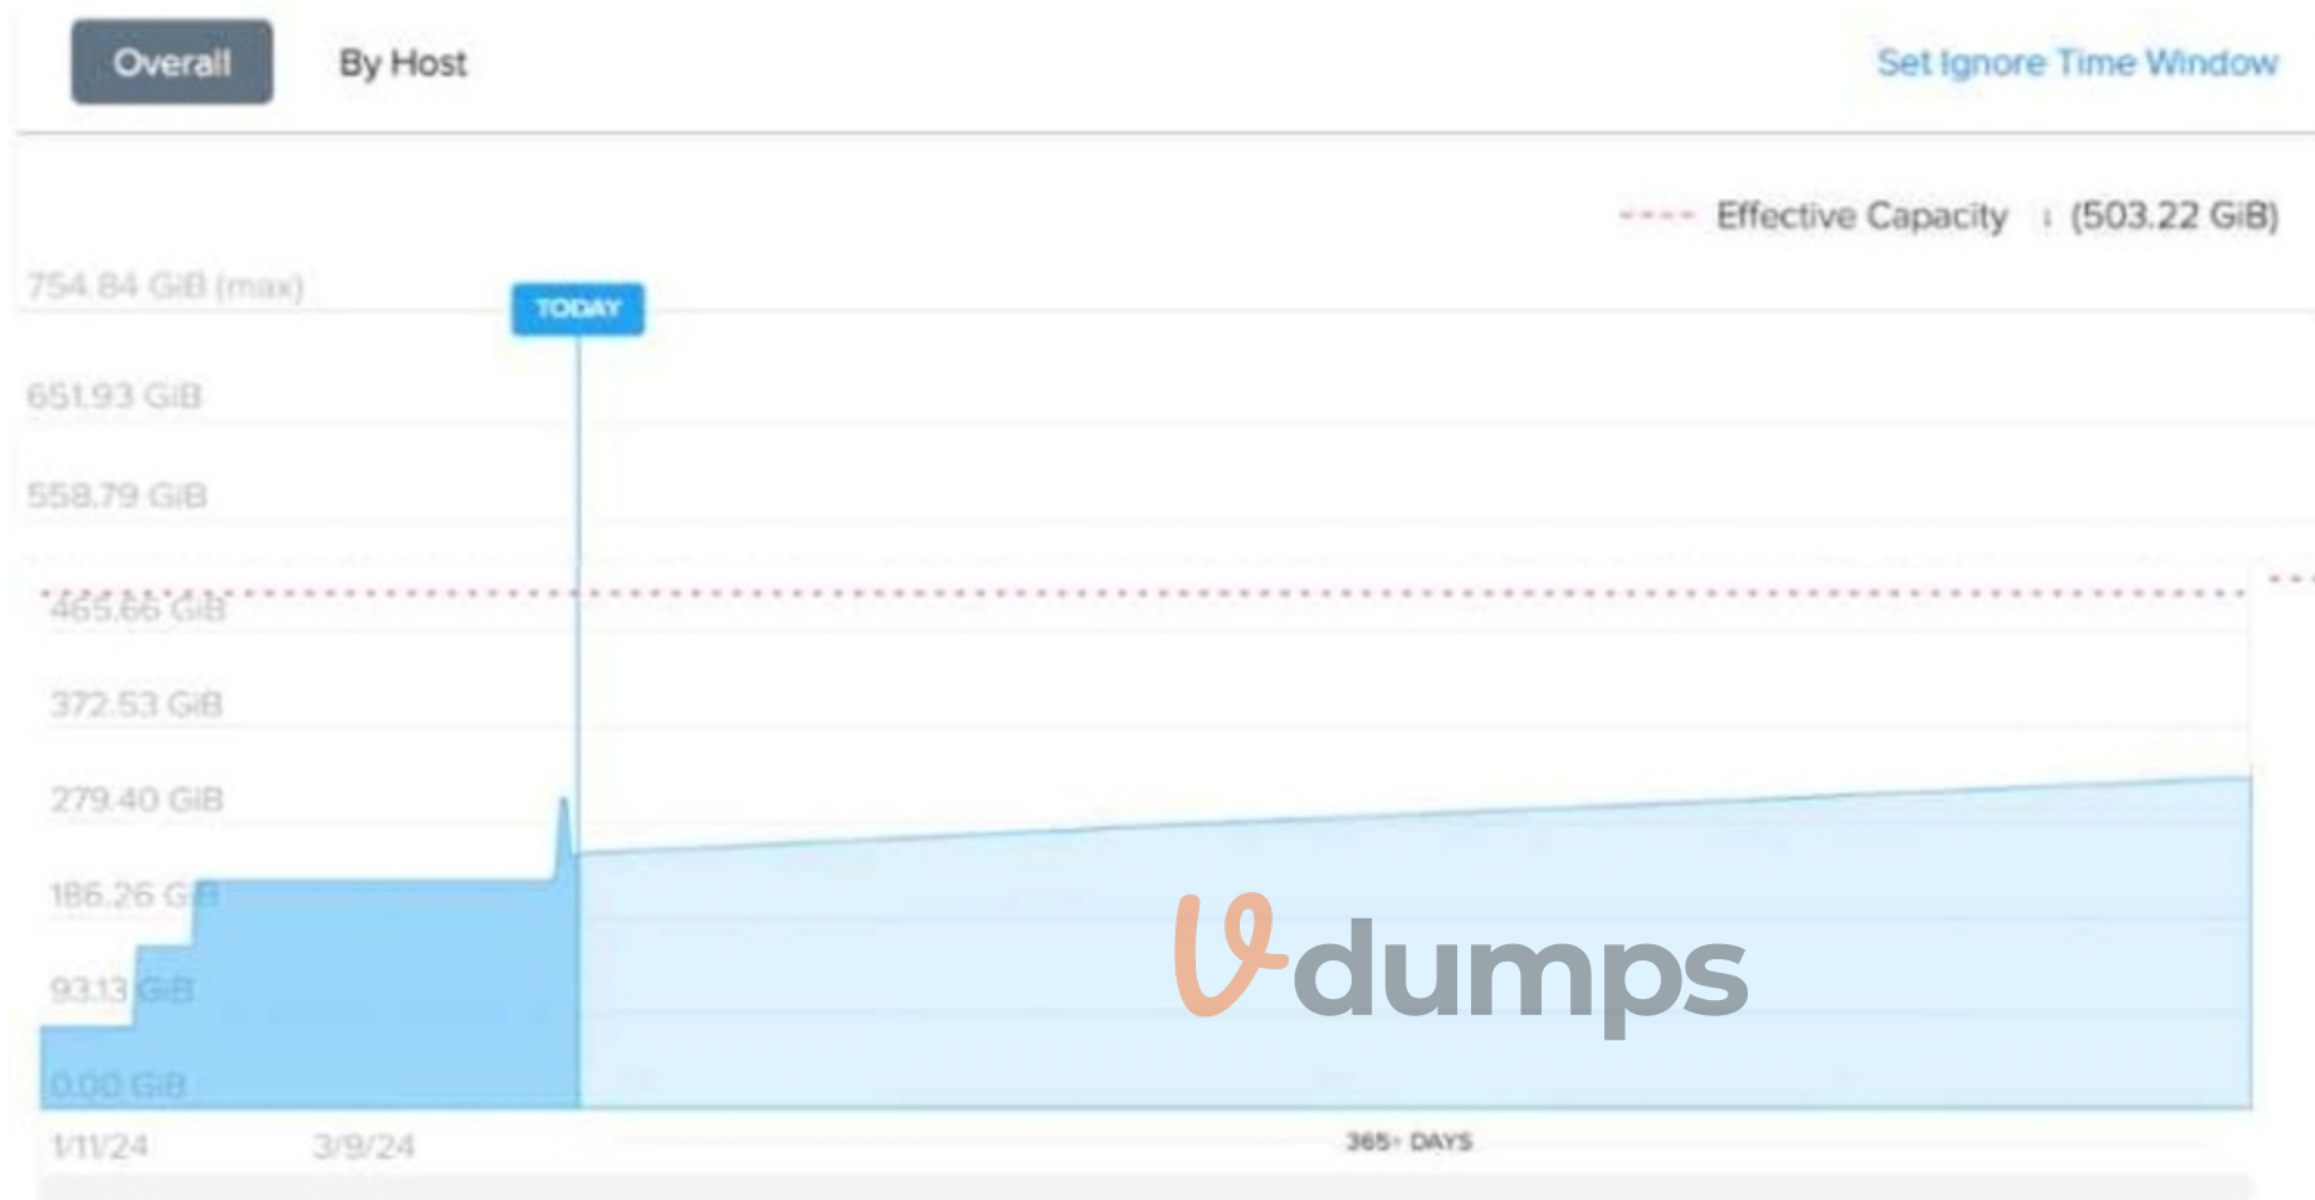 Overall By Host Set Ignore Time Window
Effective Capacity : (503.22 GiB)
754.84 GiB (max)
TODAY
651.93 GiB
558.79 GiB
465.66 GiB
372.53 GiB
279.40 GiB
186.26 GiB
93.13 GiB
0.00 GiB
Vdumps
1/11/24 3/9/24 365+ DAYS